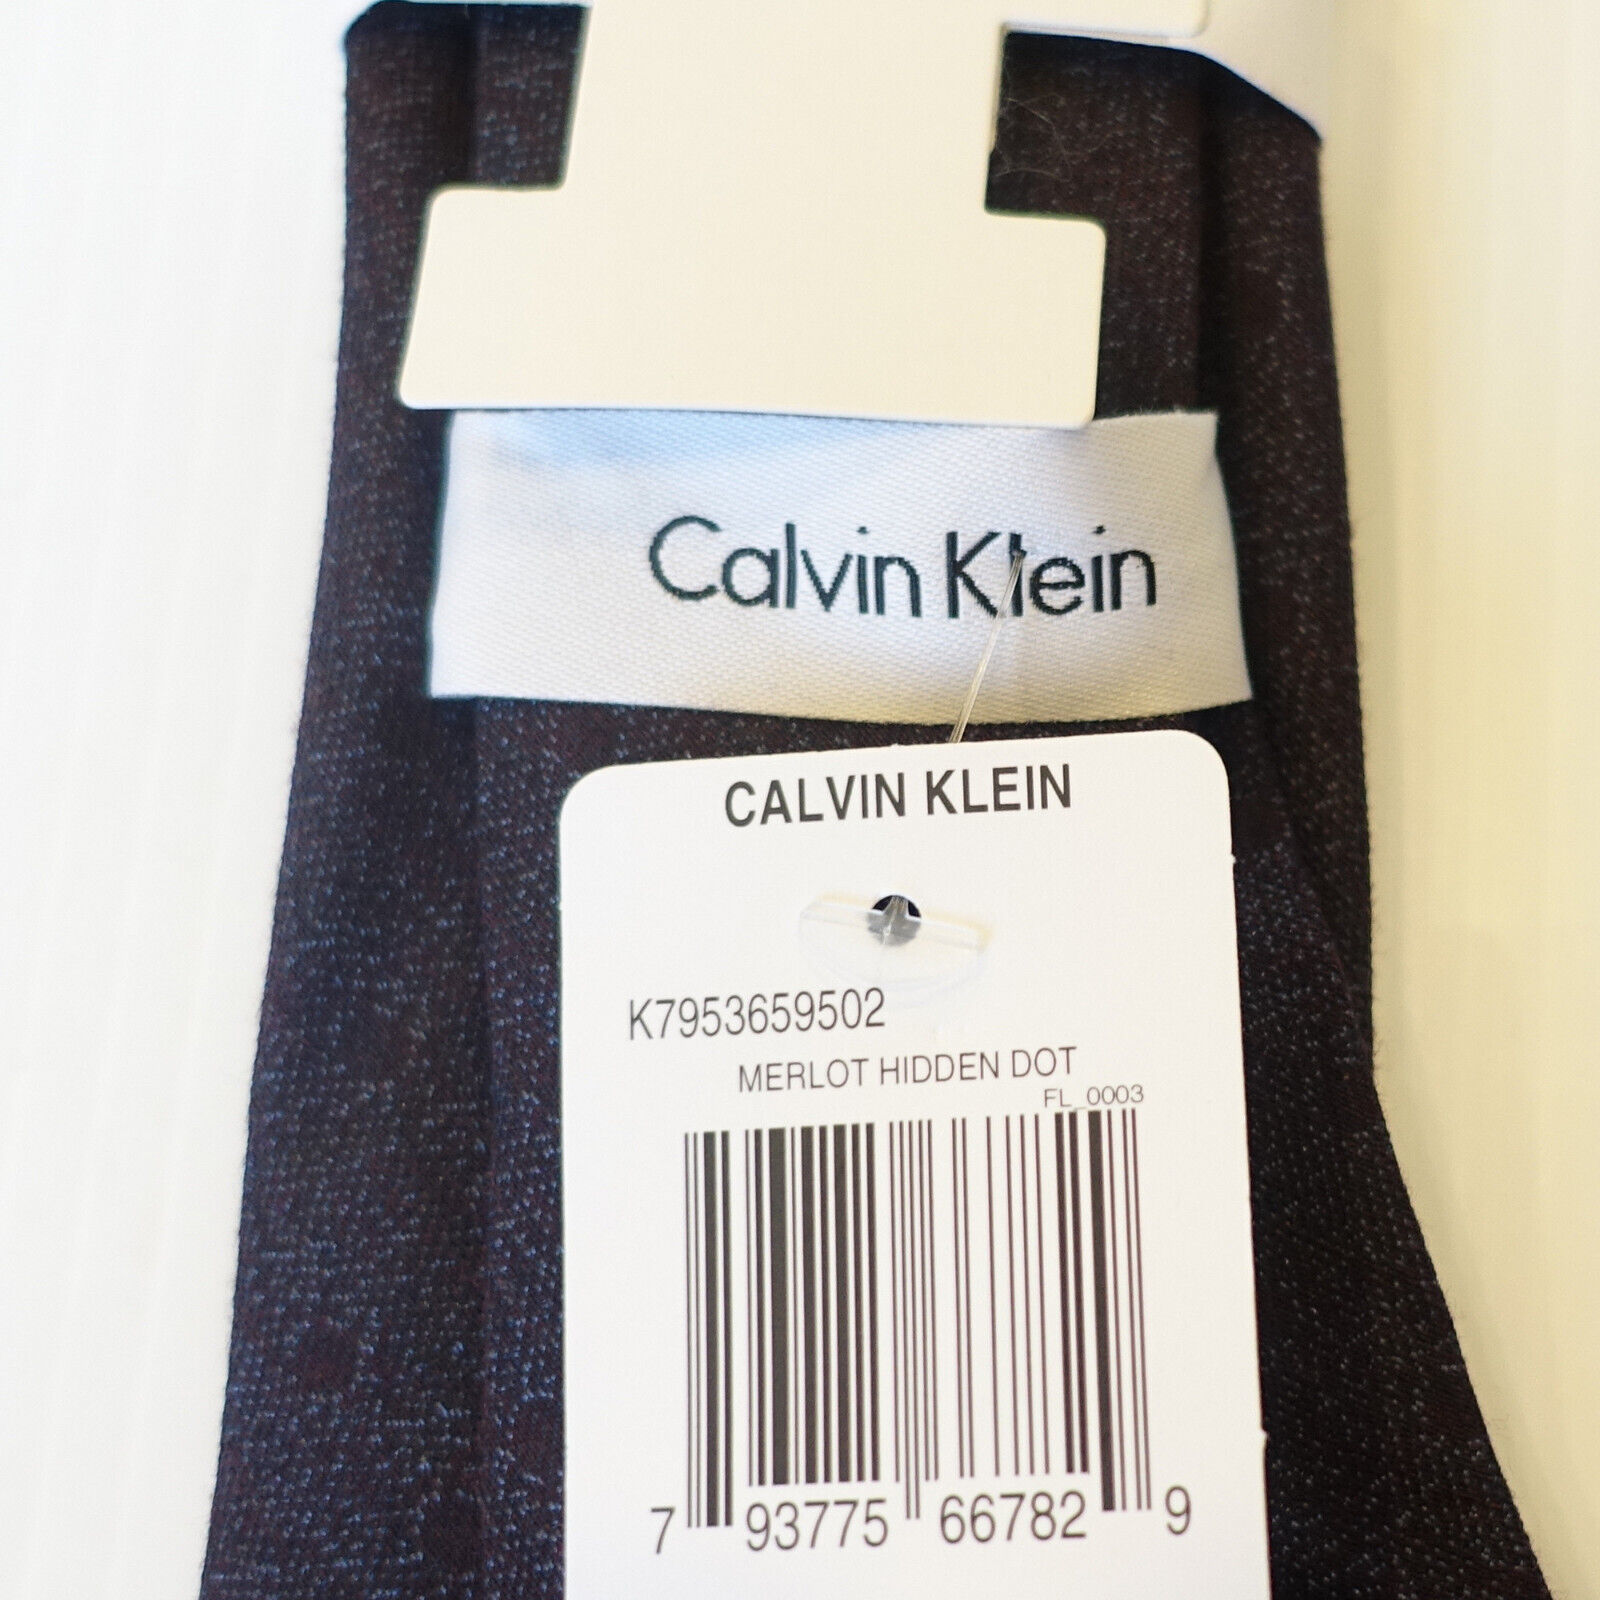 Calvin Klein
CALVIN KLEIN
K7953659502
MERLOT HIDDEN DOT
FL_0003
7 93775 66782 9